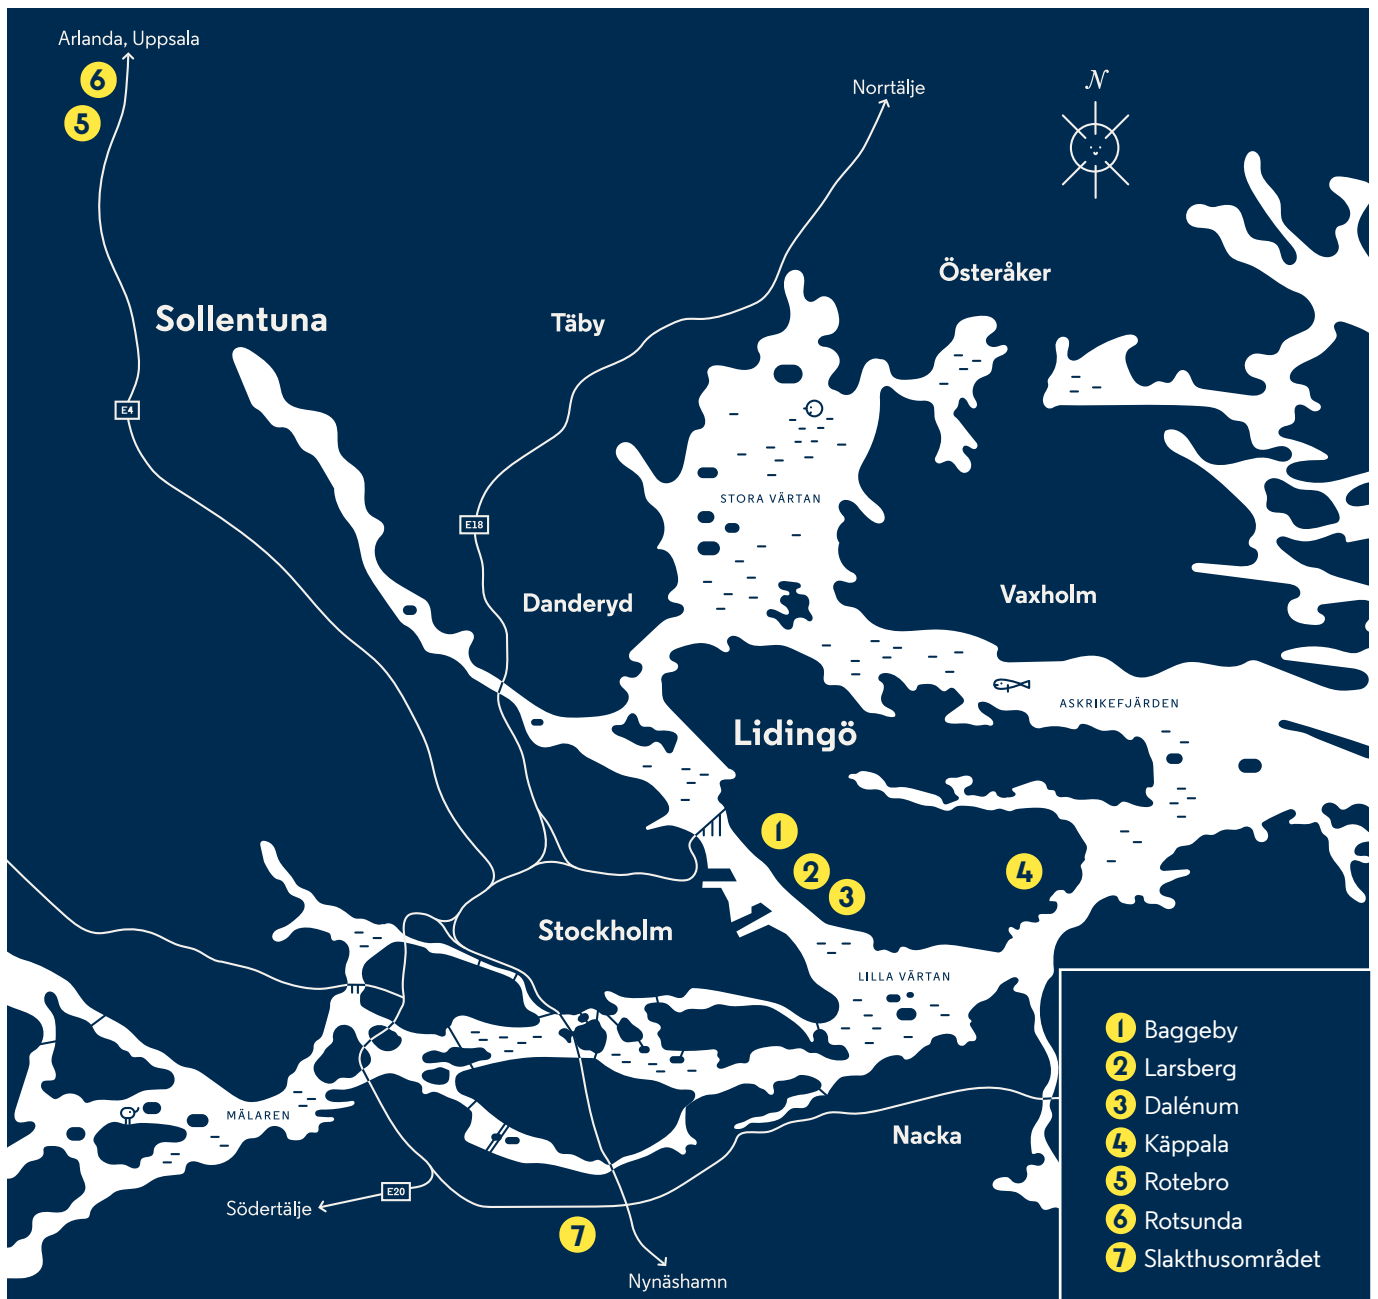 Arlanda, Uppsala
6
5
Norrtälje
N
Österåker
Sollentuna
Täby
E4
STORA VÄRTAN
E18
Danderyd
Vaxholm
ASKRIKEFJÄRDEN
Lidingö
1
2
3
4
Stockholm
LILLA VÄRTAN
MÄLAREN
Nacka
E20
Södertälje
7
Nynäshamn
1 Baggeby
2 Larsberg
3 Dalénum
4 Käppala
5 Rotebro
6 Rotsunda
7 Slakthusområdet